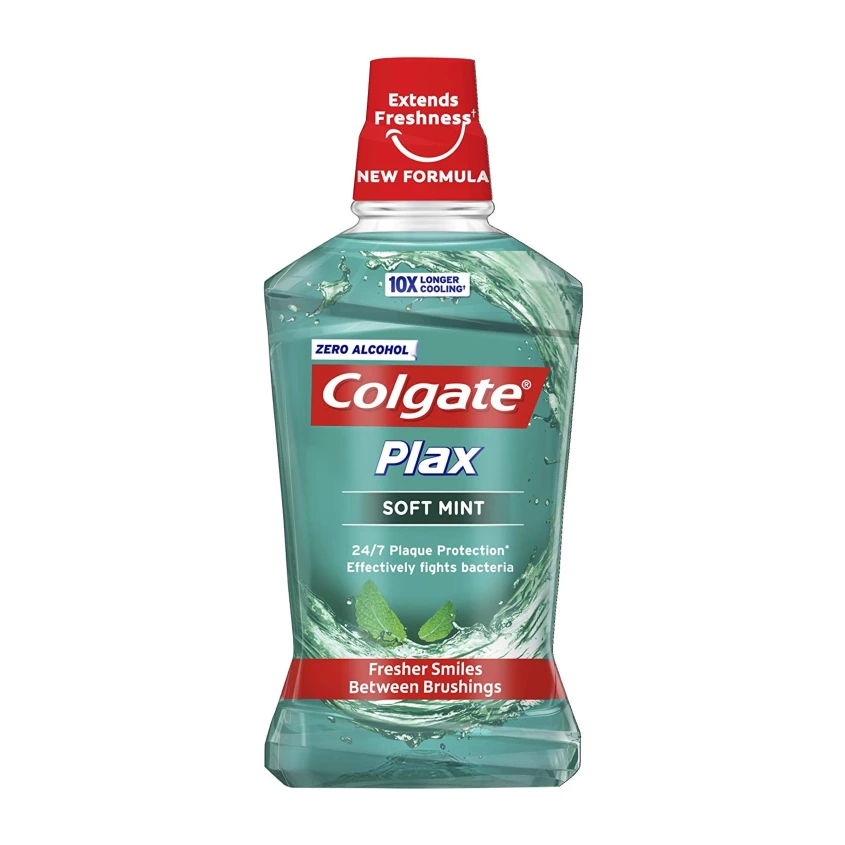 Extends
Freshness†
NEW FORMULA
10X LONGER
COOLING†
ZERO ALCOHOL
Colgate®
Plax
SOFT MINT
24/7 Plaque Protection*
Effectively fights bacteria
Fresher Smiles
Between Brushings